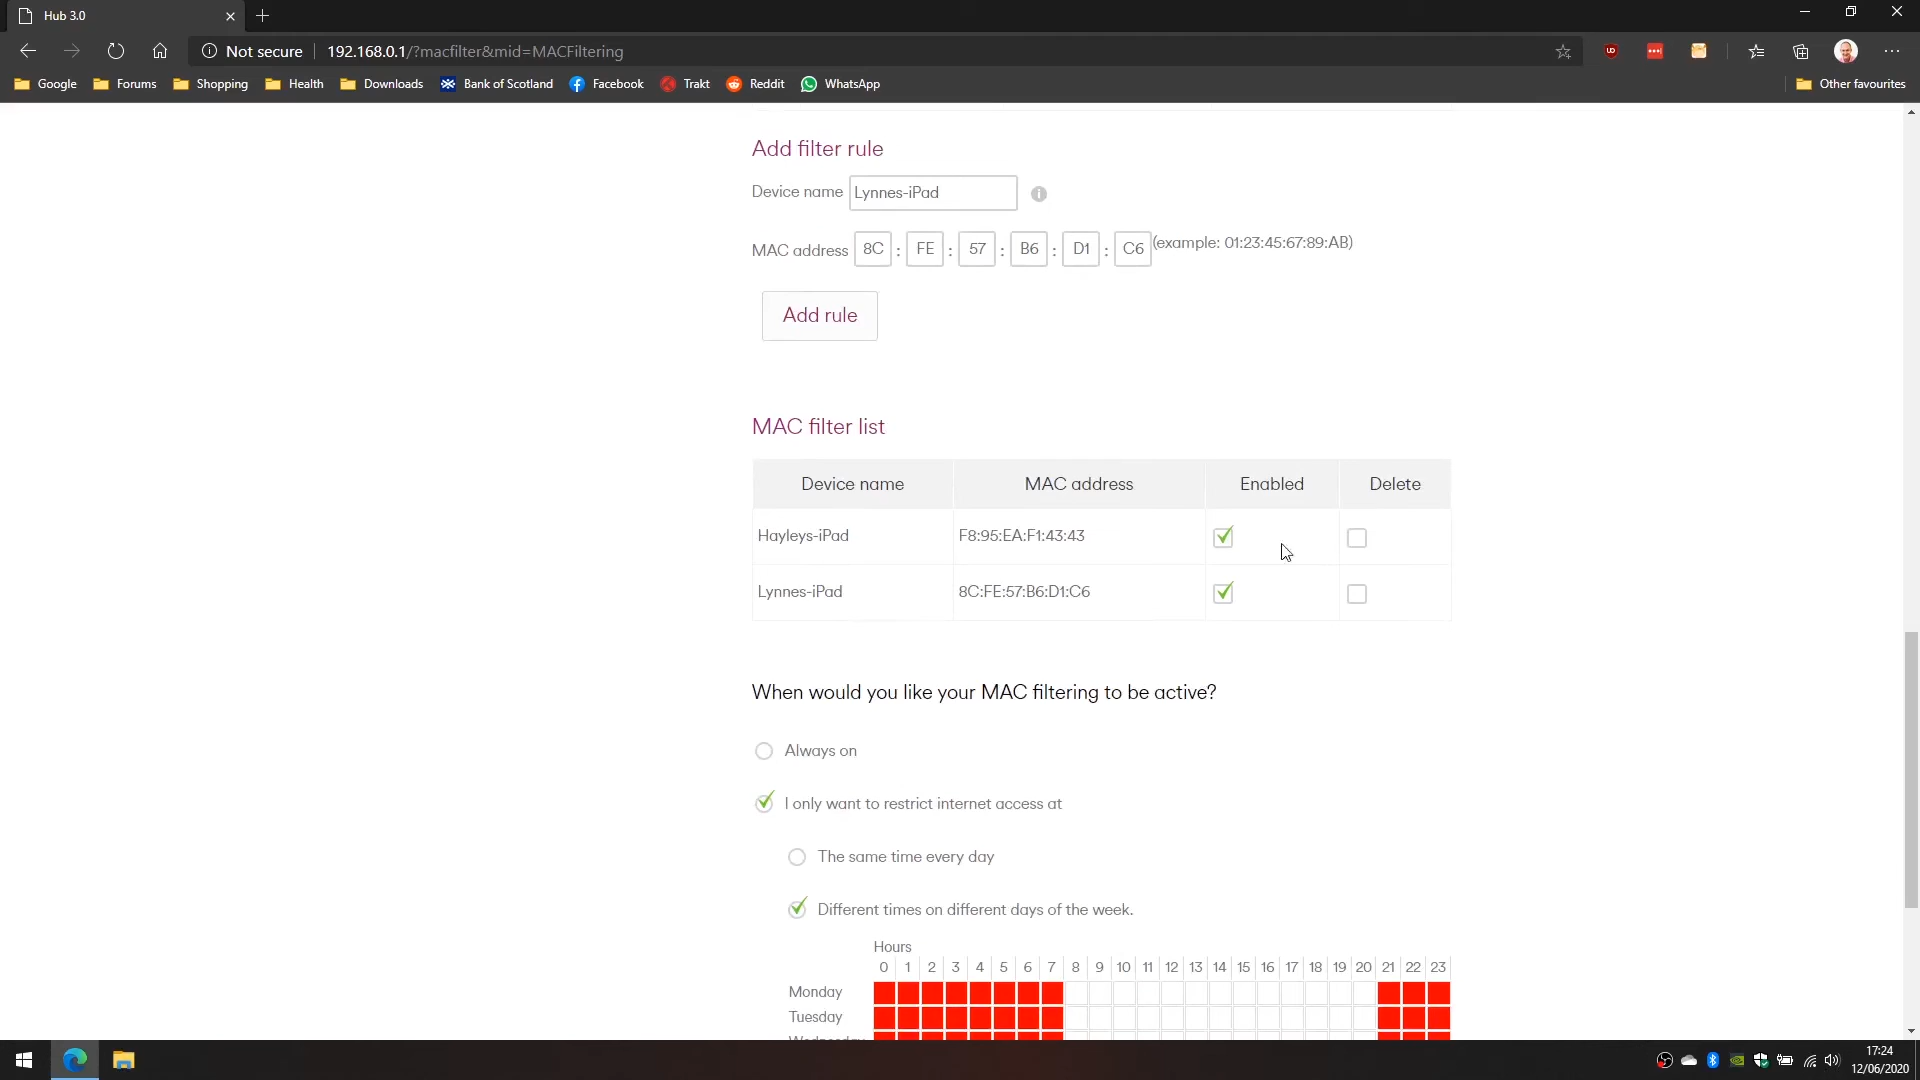 Hub 3.0
Not secure
192.168.0.1/?macfilter&mid=MACFiltering
Google Forums Shopping Health Downloads Bank of Scotland Facebook Trakt Reddit WhatsApp Other favourites
Add filter rule
Device name Lynnes-iPad
MAC address 8C : FE : 57 : B6 : D1 : C6 (example: 01:23:45:67:89:AB)
Add rule
MAC filter list
Device name MAC address Enabled Delete
Hayleys-iPad F8:95:EA:F1:43:43
Lynnes-iPad 8C:FE:57:B6:D1:C6
When would you like your MAC filtering to be active?
Always on
I only want to restrict internet access at
The same time every day
Different times on different days of the week.
Hours
0 1 2 3 4 5 6 7 8 9 10 11 12 13 14 15 16 17 18 19 20 21 22 23
Monday
Tuesday
Wednesday
17:24
12/06/2020